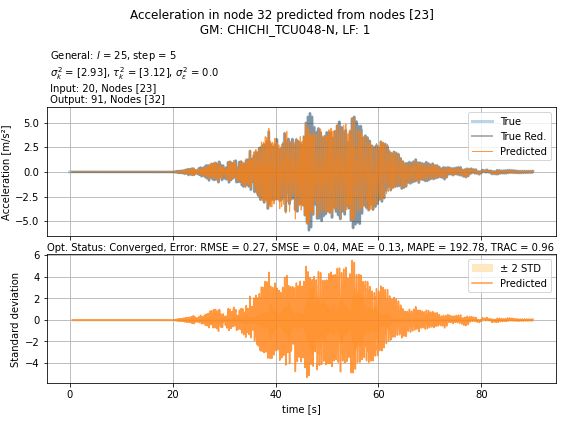 Acceleration in node 32 predicted from nodes [23]
GM: CHICHI_TCU048-N, LF: 1
General: l = 25, step = 5
σ²ₖ = [2.93], τ²ₖ = [3.12], σ²ₑ = 0.0
Input: 20, Nodes [23]
Output: 91, Nodes [32]
Acceleration [m/s²]
5.0
2.5
0.0
−2.5
−5.0
True
True Red.
Predicted
Opt. Status: Converged, Error: RMSE = 0.27, SMSE = 0.04, MAE = 0.13, MAPE = 192.78, TRAC = 0.96
Standard deviation
6
4
2
0
−2
−4
± 2 STD
Predicted
0 20 40 60 80
time [s]